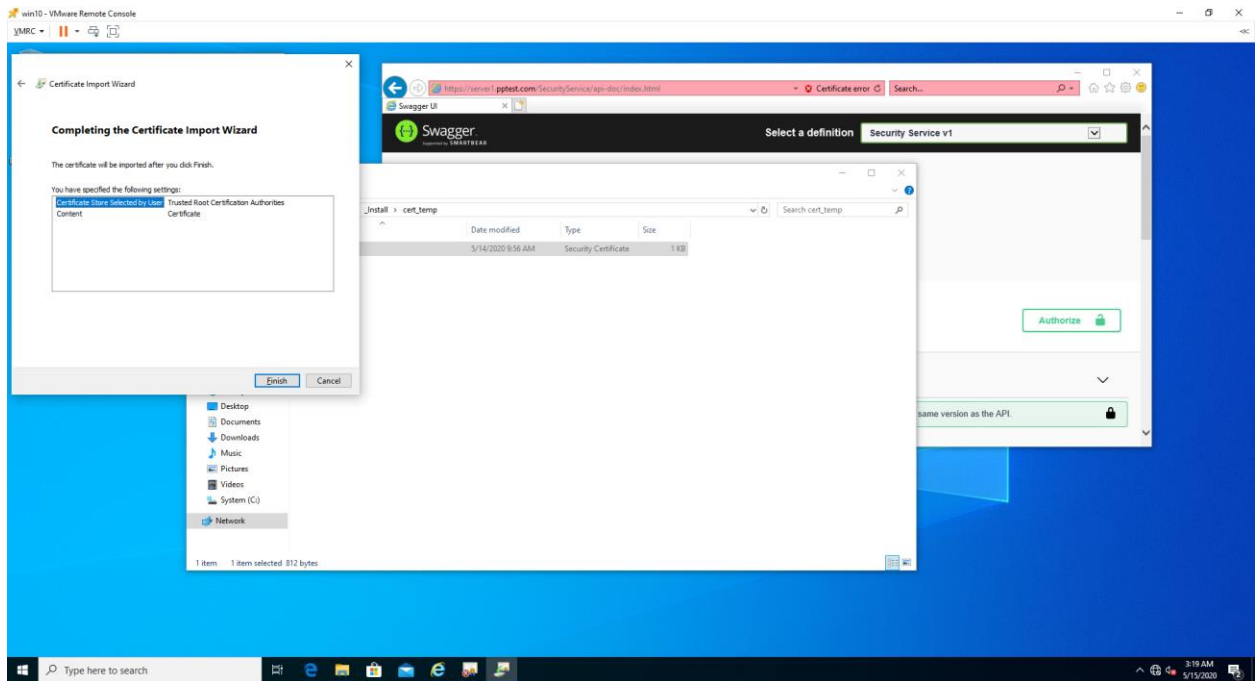 win10 - VMware Remote Console
VMRC
Certificate Import Wizard
Completing the Certificate Import Wizard
The certificate will be imported after you click Finish.
You have specified the following settings:
Certificate Store Selected by User Trusted Root Certification Authorities
Content Certificate
Finish Cancel
https://server1.pptest.com/SecurityService/api-doc/index.html Certificate error Search...
Swagger UI
Swagger. Select a definition Security Service v1
Supported by SMARTBEAR
_Install > cert_temp Search cert_temp
Date modified Type Size
5/14/2020 9:56 AM Security Certificate 1 KB
Authorize
same version as the API.
Desktop
Documents
Downloads
Music
Pictures
Videos
System (C:)
Network
1 item 1 item selected 812 bytes
Type here to search
3:19 AM
5/15/2020